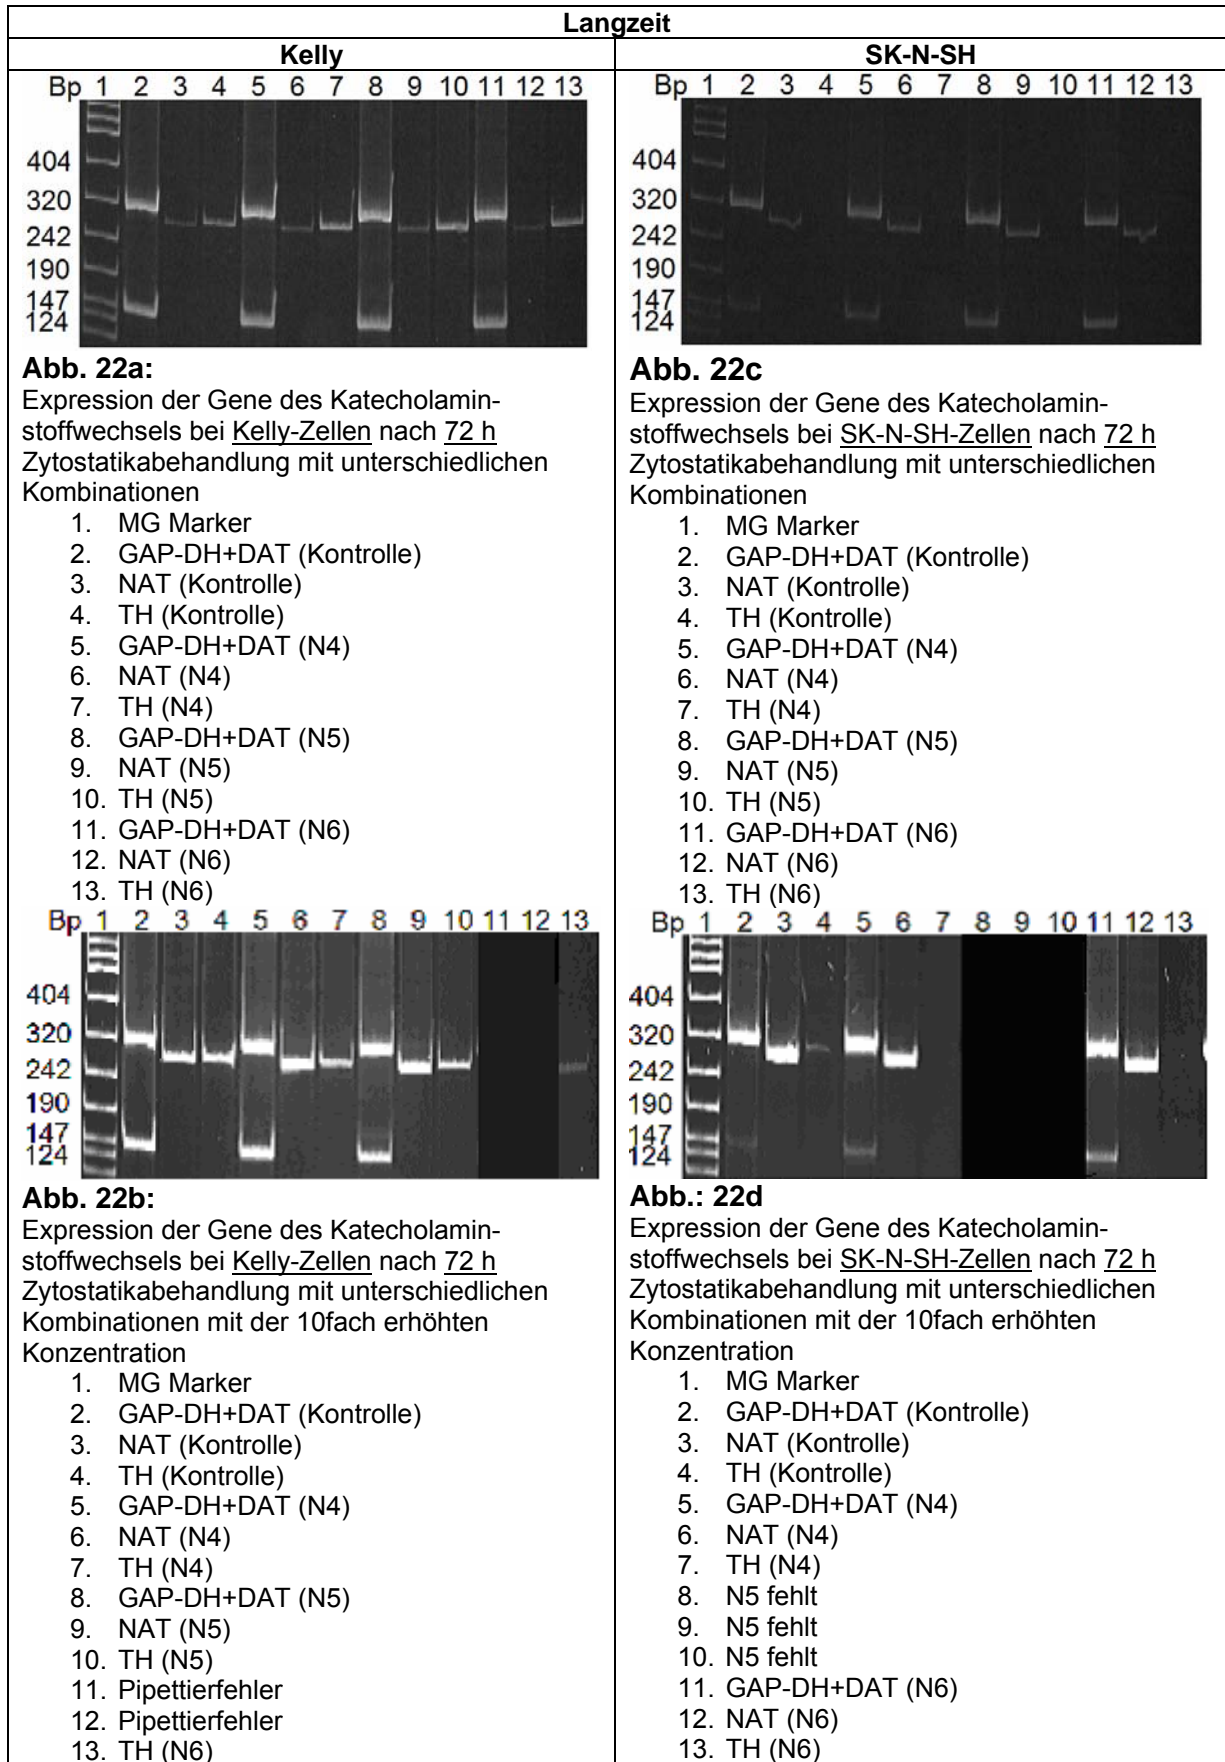 Langzeit
Kelly
Bp 1 2 3 4 5 6 7 8 9 10 11 12 13
404
320
242
190
147
124
Abb. 22a:
Expression der Gene des Katecholamin-
stoffwechsels bei Kelly-Zellen nach 72 h
Zytostatikabehandlung mit unterschiedlichen
Kombinationen
1. MG Marker
2. GAP-DH+DAT (Kontrolle)
3. NAT (Kontrolle)
4. TH (Kontrolle)
5. GAP-DH+DAT (N4)
6. NAT (N4)
7. TH (N4)
8. GAP-DH+DAT (N5)
9. NAT (N5)
10. TH (N5)
11. GAP-DH+DAT (N6)
12. NAT (N6)
13. TH (N6)
Bp 1 2 3 4 5 6 7 8 9 10 11 12 13
404
320
242
190
147
124
Abb. 22b:
Expression der Gene des Katecholamin-
stoffwechsels bei Kelly-Zellen nach 72 h
Zytostatikabehandlung mit unterschiedlichen
Kombinationen mit der 10fach erhöhten
Konzentration
1. MG Marker
2. GAP-DH+DAT (Kontrolle)
3. NAT (Kontrolle)
4. TH (Kontrolle)
5. GAP-DH+DAT (N4)
6. NAT (N4)
7. TH (N4)
8. GAP-DH+DAT (N5)
9. NAT (N5)
10. TH (N5)
11. Pipettierfehler
12. Pipettierfehler
13. TH (N6)
SK-N-SH
Bp 1 2 3 4 5 6 7 8 9 10 11 12 13
404
320
242
190
147
124
Abb. 22c
Expression der Gene des Katecholamin-
stoffwechsels bei SK-N-SH-Zellen nach 72 h
Zytostatikabehandlung mit unterschiedlichen
Kombinationen
1. MG Marker
2. GAP-DH+DAT (Kontrolle)
3. NAT (Kontrolle)
4. TH (Kontrolle)
5. GAP-DH+DAT (N4)
6. NAT (N4)
7. TH (N4)
8. GAP-DH+DAT (N5)
9. NAT (N5)
10. TH (N5)
11. GAP-DH+DAT (N6)
12. NAT (N6)
13. TH (N6)
Bp 1 2 3 4 5 6 7 8 9 10 11 12 13
404
320
242
190
147
124
Abb.: 22d
Expression der Gene des Katecholamin-
stoffwechsels bei SK-N-SH-Zellen nach 72 h
Zytostatikabehandlung mit unterschiedlichen
Kombinationen mit der 10fach erhöhten
Konzentration
1. MG Marker
2. GAP-DH+DAT (Kontrolle)
3. NAT (Kontrolle)
4. TH (Kontrolle)
5. GAP-DH+DAT (N4)
6. NAT (N4)
7. TH (N4)
8. N5 fehlt
9. N5 fehlt
10. N5 fehlt
11. GAP-DH+DAT (N6)
12. NAT (N6)
13. TH (N6)